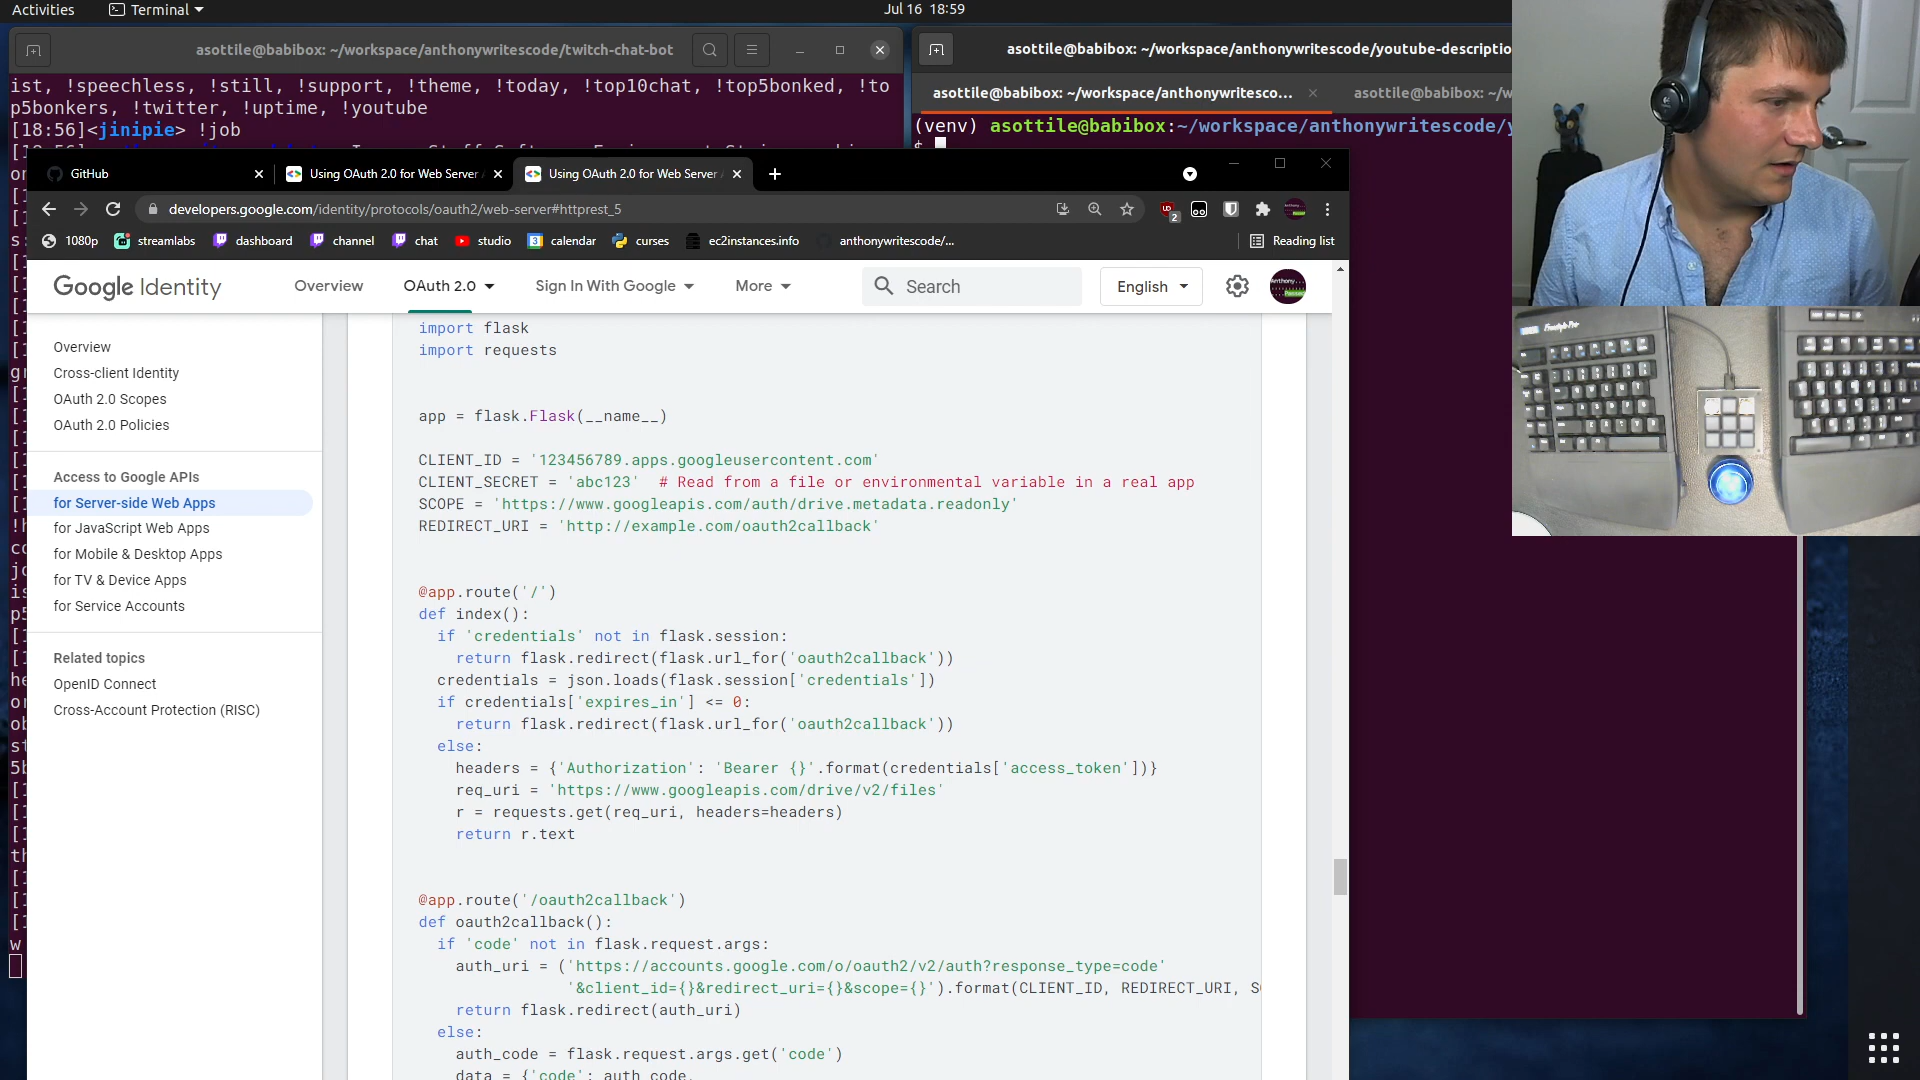 Activities
Terminal
Jul 16 18:59
asottile@babibox: ~/workspace/anthonywritescode/twitch-chat-bot
ist, !speechless, !still, !support, !theme, !today, !top10chat, !top5bonked, !to
p5bonkers, !twitter, !uptime, !youtube
[18:56]<jinipie> !job
asottile@babibox: ~/workspace/anthonywritescode/youtube-descriptio
asottile@babibox: ~/workspace/anthonywritesco...
asottile@babibox: ~/w
(venv) asottile@babibox:~/workspace/anthonywritescode/y
$
GitHub
Using OAuth 2.0 for Web Server
Using OAuth 2.0 for Web Server
developers.google.com/identity/protocols/oauth2/web-server#httprest_5
2
1080p
streamlabs
dashboard
channel
chat
studio
calendar
curses
ec2instances.info
anthonywritescode/...
Reading list
Google Identity
Overview
OAuth 2.0
Sign In With Google
More
Search
English
Overview
Cross-client Identity
OAuth 2.0 Scopes
OAuth 2.0 Policies
Access to Google APIs
for Server-side Web Apps
for JavaScript Web Apps
for Mobile & Desktop Apps
for TV & Device Apps
for Service Accounts
Related topics
OpenID Connect
Cross-Account Protection (RISC)
import flask
import requests
app = flask.Flask(__name__)
CLIENT_ID = '123456789.apps.googleusercontent.com'
CLIENT_SECRET = 'abc123'  # Read from a file or environmental variable in a real app
SCOPE = 'https://www.googleapis.com/auth/drive.metadata.readonly'
REDIRECT_URI = 'http://example.com/oauth2callback'
@app.route('/')
def index():
  if 'credentials' not in flask.session:
    return flask.redirect(flask.url_for('oauth2callback'))
  credentials = json.loads(flask.session['credentials'])
  if credentials['expires_in'] <= 0:
    return flask.redirect(flask.url_for('oauth2callback'))
  else:
    headers = {'Authorization': 'Bearer {}'.format(credentials['access_token'])}
    req_uri = 'https://www.googleapis.com/drive/v2/files'
    r = requests.get(req_uri, headers=headers)
    return r.text
@app.route('/oauth2callback')
def oauth2callback():
  if 'code' not in flask.request.args:
    auth_uri = ('https://accounts.google.com/o/oauth2/v2/auth?response_type=code'
                '&client_id={}&redirect_uri={}&scope={}').format(CLIENT_ID, REDIRECT_URI, S
    return flask.redirect(auth_uri)
  else:
    auth_code = flask.request.args.get('code')
    data = {'code': auth_code,